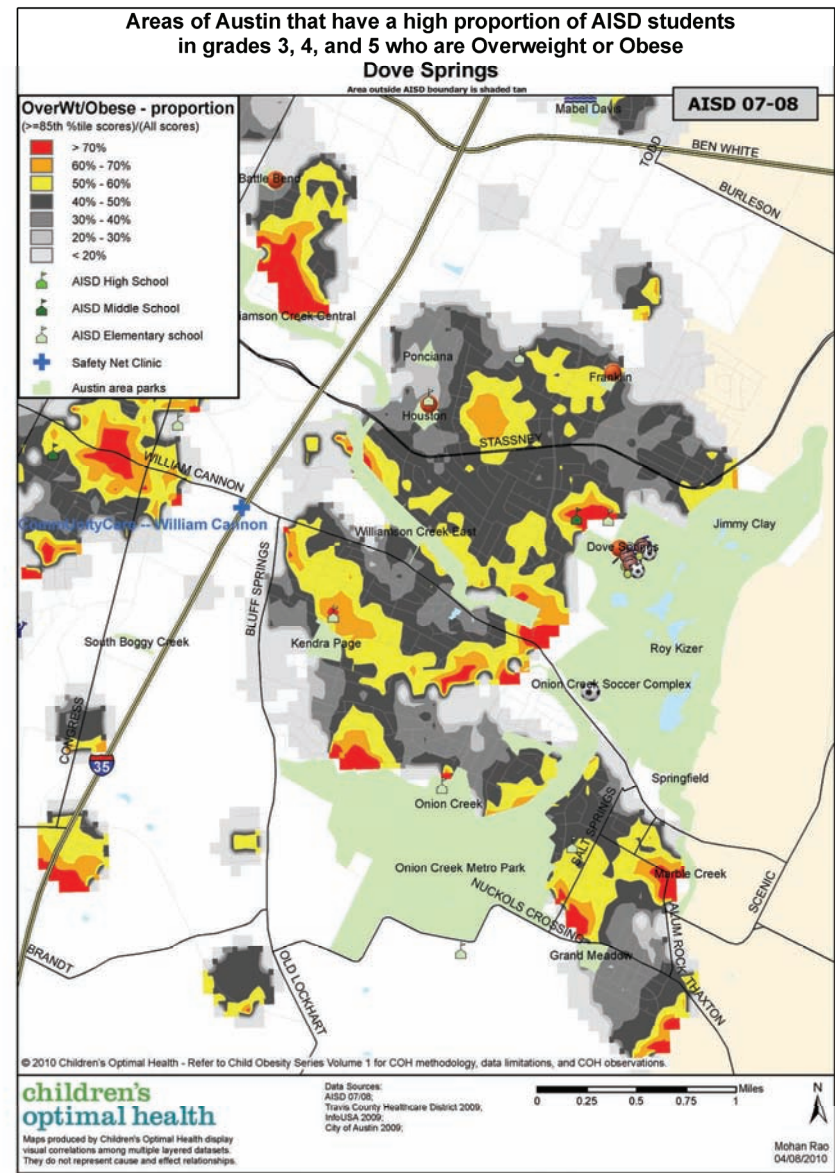 Areas of Austin that have a high proportion of AISD students
in grades 3, 4, and 5 who are Overweight or Obese
Dove Springs
Area outside AISD boundary is shaded tan
AISD 07-08
OverWt/Obese - proportion
(>=85th %tile scores)/(All scores)
> 70%
60% - 70%
50% - 60%
40% - 50%
30% - 40%
20% - 30%
< 20%
AISD High School
AISD Middle School
AISD Elementary school
Safety Net Clinic
Austin area parks
Mabel Davis
TODD
BEN WHITE
BURLESON
Battle Bend
iamson Creek Central
Ponciana
Franklin
Houston
STASSNEY
WILLIAM CANNON
CommunityCare -- William Cannon
Williamson Creek East
Jimmy Clay
Dove Springs
BLUFF SPRINGS
South Boggy Creek
Kendra Page
Roy Kizer
Onion Creek Soccer Complex
CONGRESS
35
Springfield
Onion Creek
SALT SPRINGS
Onion Creek Metro Park
Marble Creek
NUCKOLS CROSSING
SCENIC
ALUM ROCK
THAXTON
Grand Meadow
BRANDT
OLD LOCKHART
© 2010 Children's Optimal Health - Refer to Child Obesity Series Volume 1 for COH methodology, data limitations, and COH observations.
children's
optimal health
Maps produced by Children's Optimal Health display
visual correlations among multiple layered datasets.
They do not represent cause and effect relationships.
Data Sources:
AISD 07/08;
Travis County Healthcare District 2009;
InfoUSA 2009;
City of Austin 2009;
Miles
0 0.25 0.5 0.75 1
N
Mohan Rao
04/08/2010